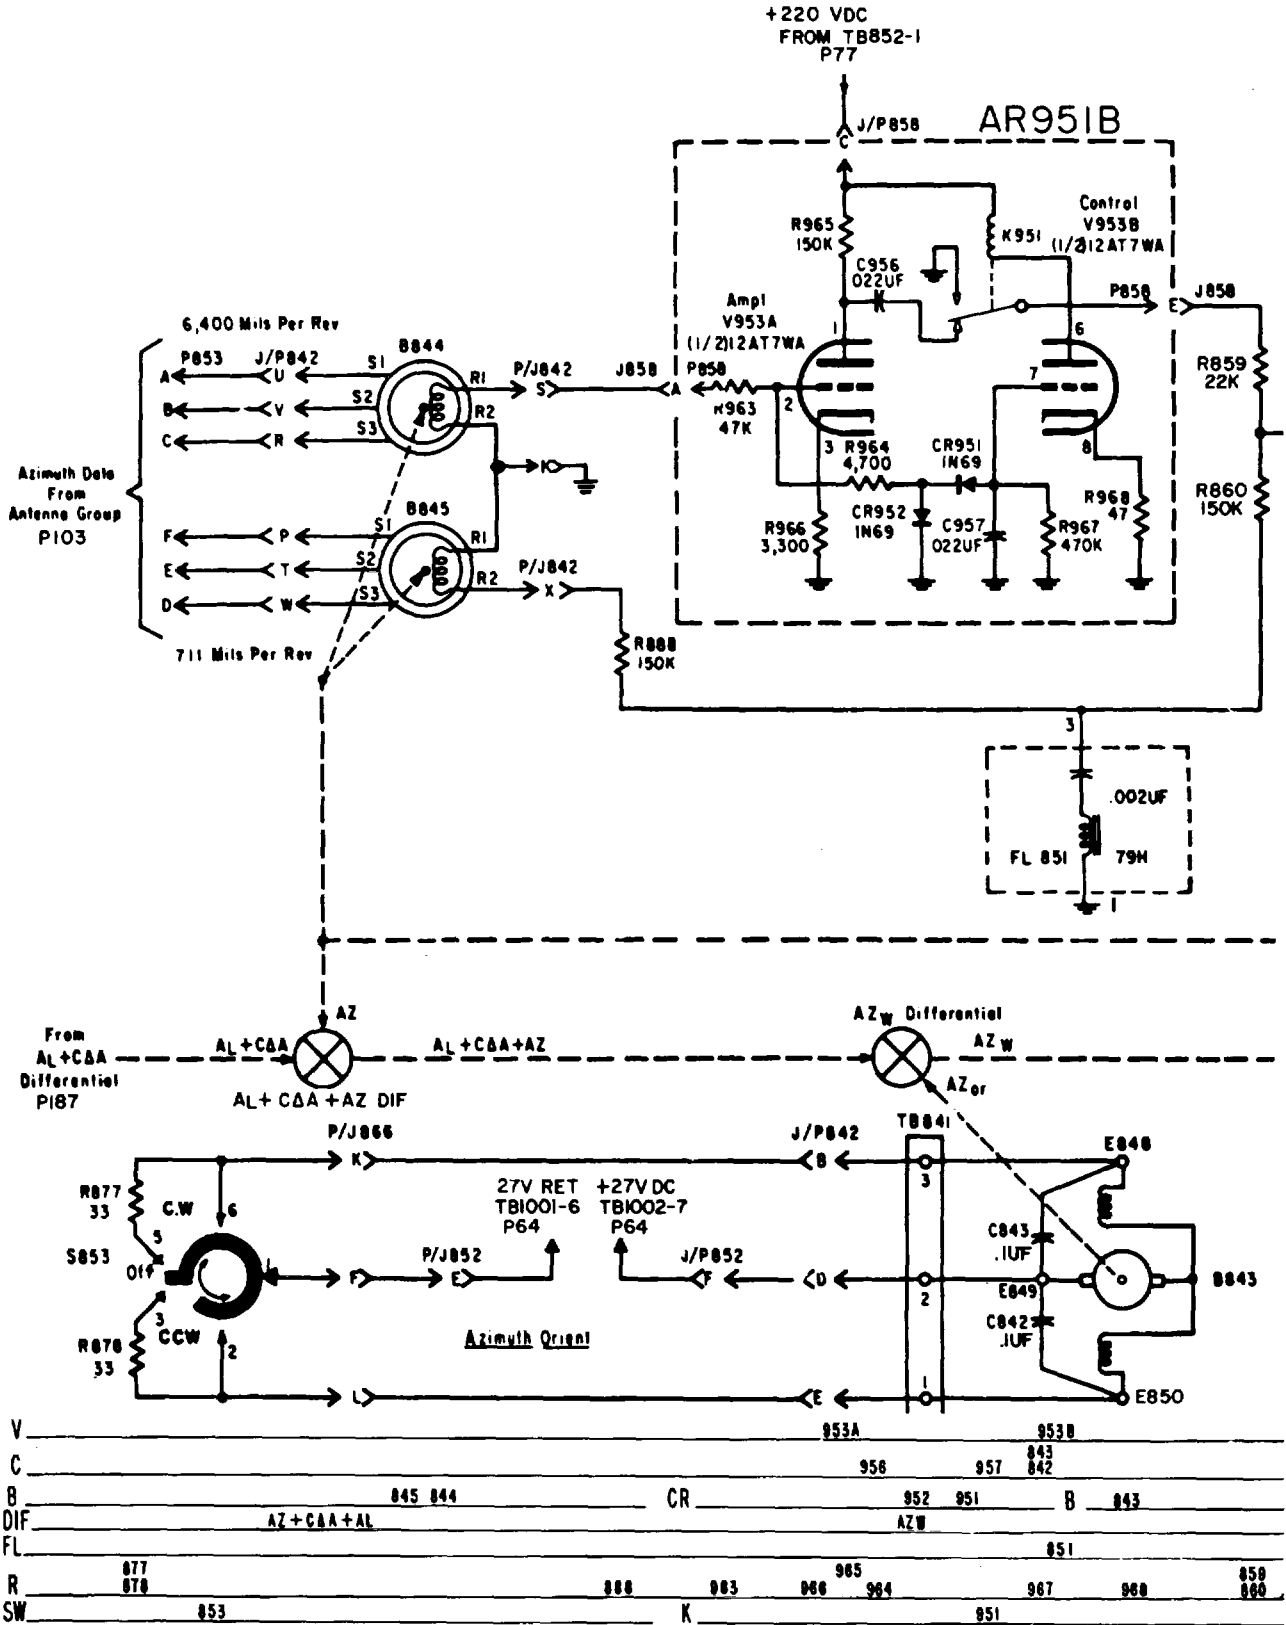 +220 VDC
FROM TB852-1
P77
J/P858
C
AR951B
R965
150K
C956
.022UF
K951
Control
V953B
(1/2)12AT7WA
Ampl
V953A
(1/2)12AT7WA
P858
E
J858
1
6
2
7
3
8
R859
22K
R860
150K
6,400 Mils Per Rev
P853
J/P842
B844
A
U
S1
B
V
S2
C
R
S3
R1
R2
P/J842
S
J858
A
P858
R963
47K
K
R964
4,700
CR951
1N69
CR952
1N69
C957
.022UF
R966
3,300
R967
470K
R968
47
Azimuth Data
From
Antenna Group
P103
B845
F
P
S1
E
T
S2
D
W
S3
R1
R2
P/J842
X
711 Mils Per Rev
R888
150K
3
.002UF
FL 851
79H
1
AZ
From
AL+CΔA
Differential
P187
AL+CΔA
AL+CΔA+AZ
AL+ CΔA +AZ DIF
AZW Differential
AZW
AZor
P/J866
J/P842
TB841
E848
K
B
3
R877
33
C.W
6
5
S853
Off
1
27V RET
TB1001-6
P64
+27VDC
TB1002-7
P64
P/J852
J/P852
F
E
F
D
2
C843
.1UF
E849
B843
C842
.1UF
3
CCW
2
R878
33
Azimuth Orient
L
E
1
E850
V 953A 953B
C 956 957 843 842
B 845 844 CR 952 951 B 843
DIF AZ+CΔA+AL AZW
FL 851
R 877 878 888 963 966 965 964 967 968 859 860
SW 853 K 951